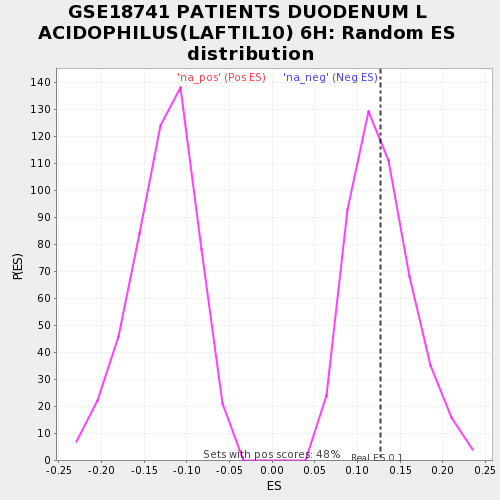 GSE18741 PATIENTS DUODENUM L
ACIDOPHILUS(LAFTIL10) 6H: Random ES
distribution
'na_pos' (Pos ES) 'na_neg' (Neg ES)
P(ES)
140
130
120
110
100
90
80
70
60
50
40
30
20
10
0
Sets with pos scores: 48%
Real ES 0.1
-0.25 -0.20 -0.15 -0.10 -0.05 0.00 0.05 0.10 0.15 0.20 0.25
ES